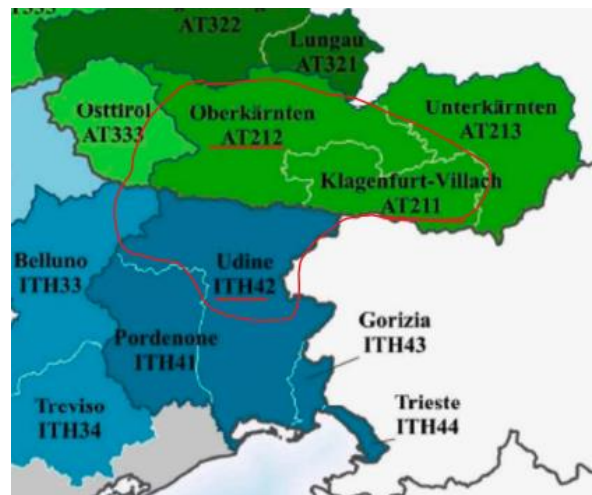 AT322
Lungau
AT321
Osttirol
AT333
Oberkärnten
AT212
Unterkärnten
AT213
Klagenfurt-Villach
AT211
Belluno
ITH33
Udine
ITH42
Pordenone
ITH41
Gorizia
ITH43
Treviso
ITH34
Trieste
ITH44